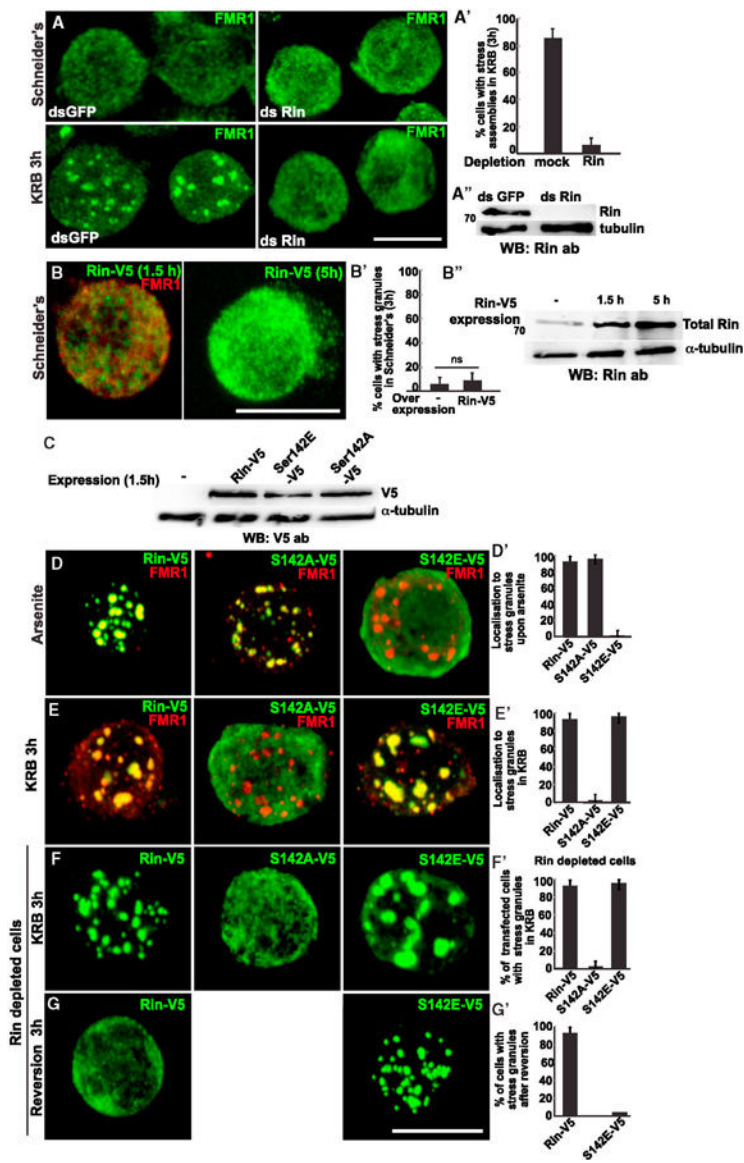 A
FMR1
FMR1
Schneider's
dsGFP
ds Rin
FMR1
FMR1
KRB 3h
dsGFP
ds Rin
A'
% cells with stress assemblies in KRB (3h)
100
80
60
40
20
0
Depletion
mock
Rin
A"
ds GFP
ds Rin
70
Rin
tubulin
WB: Rin ab
B
Rin-V5 (1.5 h)
FMR1
Rin-V5 (5h)
Schneider's
B'
% cells with stress granules in Schneider's (3h)
100
80
60
40
20
0
ns
Over expression
-
Rin-V5
B"
Rin-V5 expression
-
1.5 h
5 h
70
Total Rin
α-tubulin
WB: Rin ab
C
Expression (1.5h)
-
Rin-V5
Ser142E -V5
Ser142A -V5
V5
α-tubulin
WB: V5 ab
D
Arsenite
Rin-V5
FMR1
S142A-V5
FMR1
S142E-V5
FMR1
D'
Localisation to stress granules upon arsenite
100
80
60
40
20
0
Rin-V5
S142A-V5
S142E-V5
E
KRB 3h
Rin-V5
FMR1
S142A-V5
FMR1
S142E-V5
FMR1
E'
Localisation to stress granules in KRB
100
80
60
40
20
0
Rin-V5
S142A-V5
S142E-V5
Rin depleted cells
F
KRB 3h
Rin-V5
S142A-V5
S142E-V5
F'
Rin depleted cells
% of transfected cells with stress granules in KRB
100
80
60
40
20
0
Rin-V5
S142A-V5
S142E-V5
G
Reversion 3h
Rin-V5
S142E-V5
G'
% of cells with stress granules after reversion
100
80
60
40
20
0
Rin-V5
S142E-V5